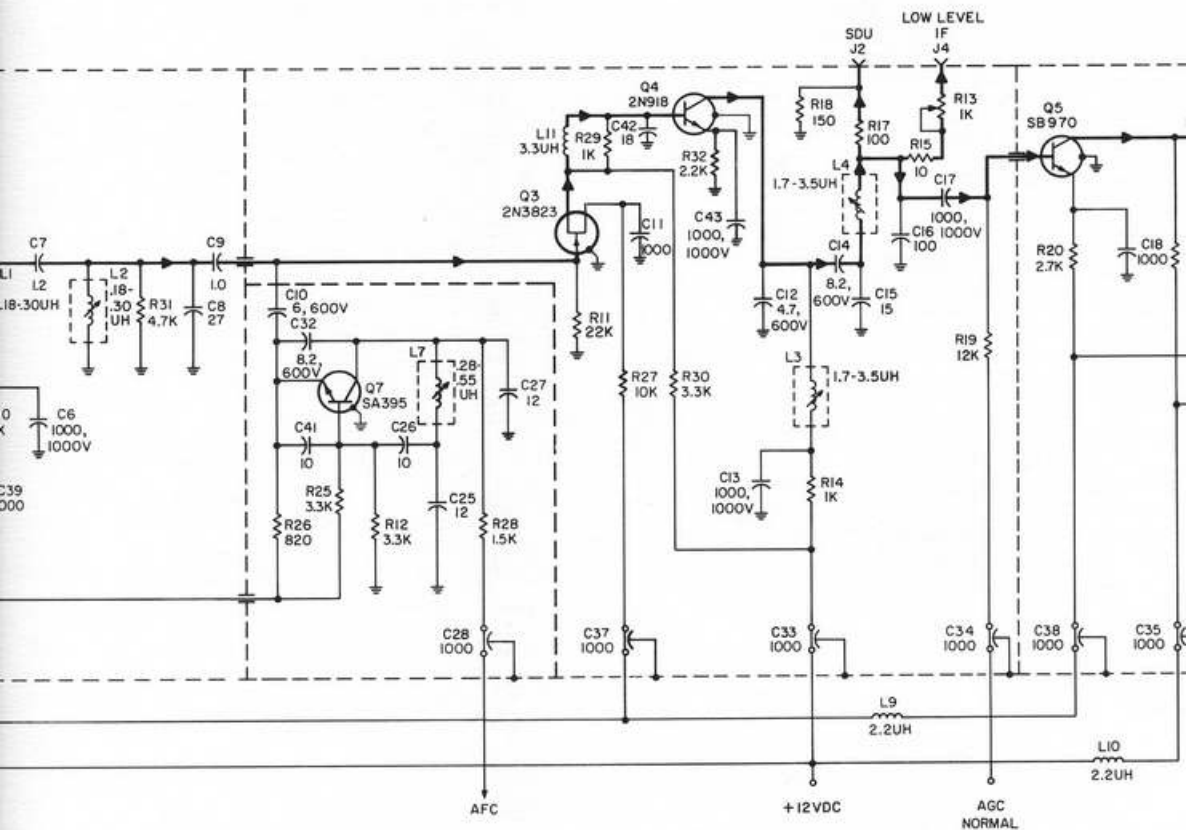 LOW LEVEL
IF
J4
SDU
J2
Q4
2N918
R18
150
R17
100
R13
1K
Q5
SB970
L11
3.3UH
R29
1K
C42
18
R32
2.2K
R15
10
L4
1.7-3.5UH
C17
1000,
1000V
Q3
2N3823
C11
1000
C43
1000,
1000V
C16
100
C7
1.2
C9
1.0
C14
8.2,
600V
R20
2.7K
C18
1000
L1
.18-.30UH
L2
.18-
.30
UH
R31
4.7K
C8
27
C10
6, 600V
C32
8.2,
600V
R11
22K
C12
4.7,
600V
C15
15
R19
12K
L7
.28-
.55
UH
Q7
SA395
C27
12
R27
10K
R30
3.3K
L3
1.7-3.5UH
C6
1000,
1000V
C41
10
C26
10
C39
000
R25
3.3K
C25
12
C13
1000,
1000V
R14
1K
R26
820
R12
3.3K
R28
1.5K
C28
1000
C37
1000
C33
1000
C34
1000
C38
1000
C35
1000
L9
2.2UH
L10
2.2UH
AFC
+12VDC
AGC
NORMAL